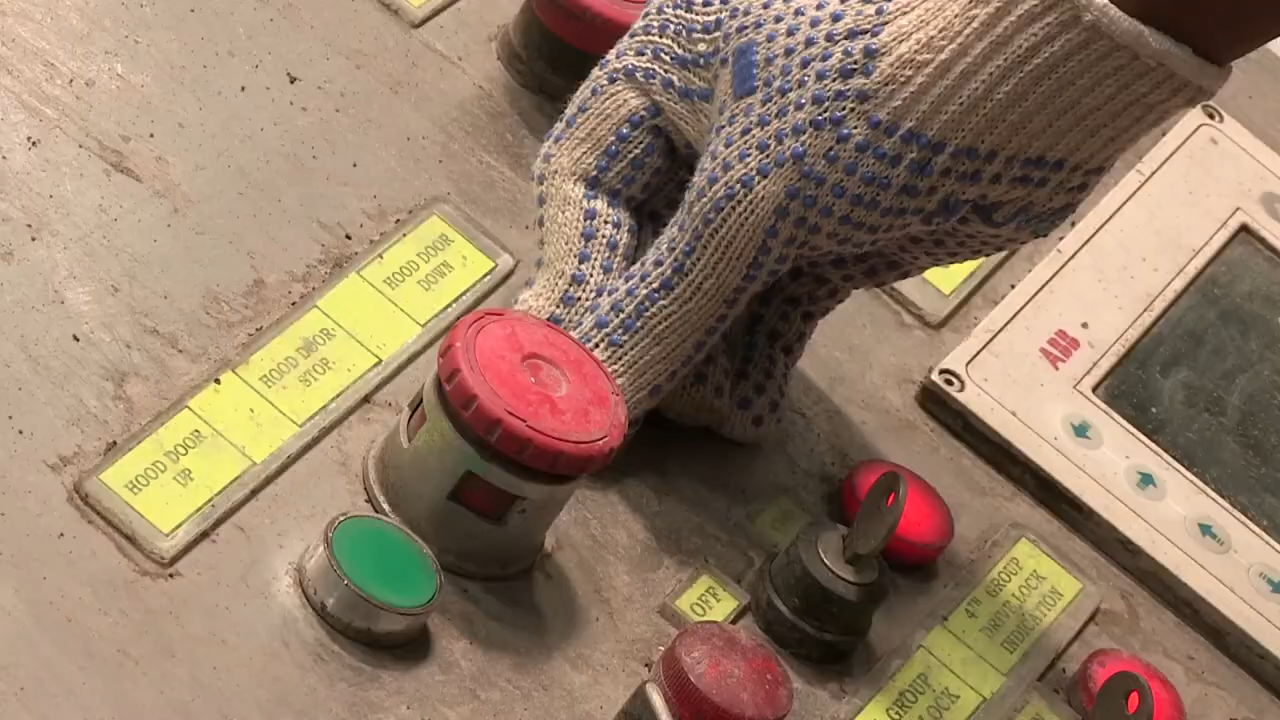 HOOD DOOR
DOWN
HOOD DOOR
STOP
HOOD DOOR
UP
ABB
OFF
4TH GROUP
DRIVE LOCK
INDICATION
GROUP
LOCK